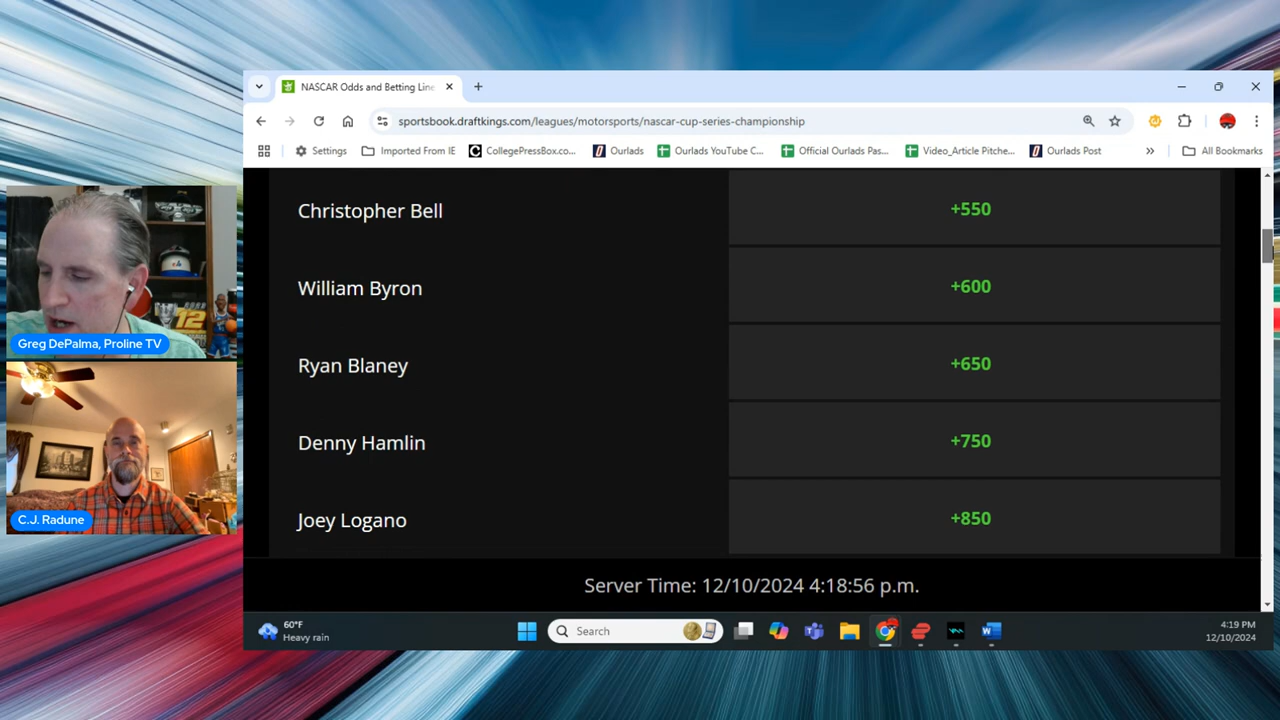 NASCAR Odds and Betting Line
sportsbook.draftkings.com/leagues/motorsports/nascar-cup-series-championship
Settings
Imported From IE
CollegePressBox.co...
Ourlads
Ourlads YouTube C...
Official Ourlads Pas...
Video_Article Pitche...
Ourlads Post
All Bookmarks
Christopher Bell +550
William Byron +600
Ryan Blaney +650
Denny Hamlin +750
Joey Logano +850
Server Time: 12/10/2024 4:18:56 p.m.
12
Greg DePalma, Proline TV
C.J. Radune
60°F
Heavy rain
Search
4:19 PM
12/10/2024